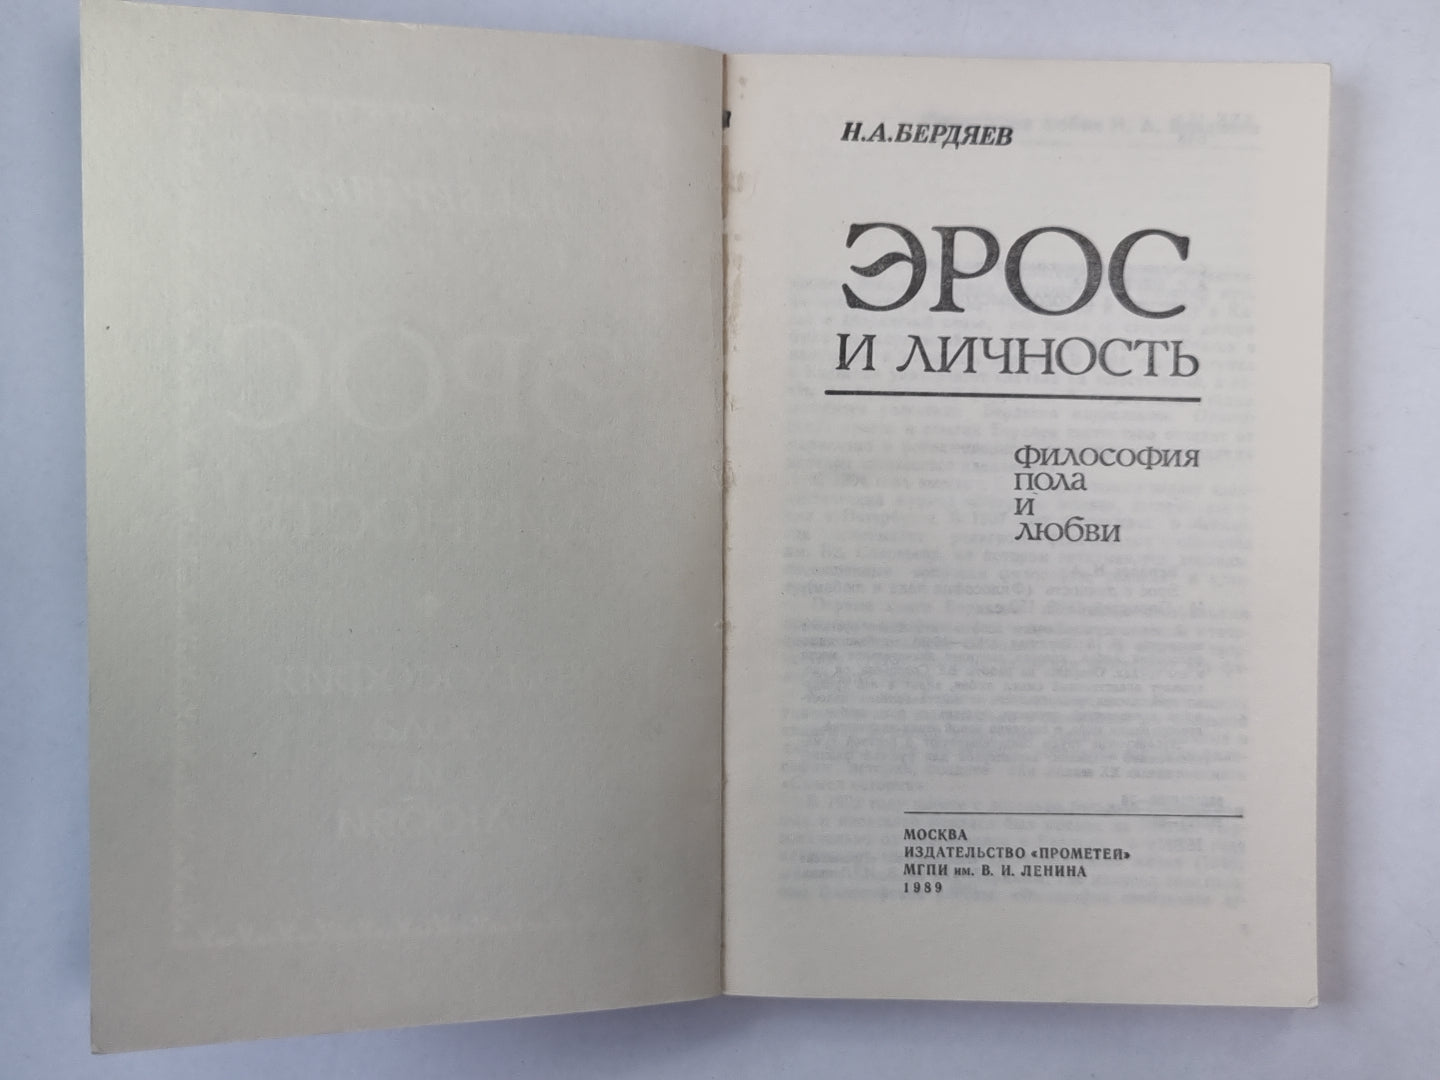 Н.А.БЕРДЯЕВ
ЭРОС
И ЛИЧНОСТЬ
ФИЛОСОФИЯ
ПОЛА
И
ЛЮБВИ
МОСКВА
ИЗДАТЕЛЬСТВО «ПРОМЕТЕЙ»
МГПИ им. В. И. ЛЕНИНА
1989